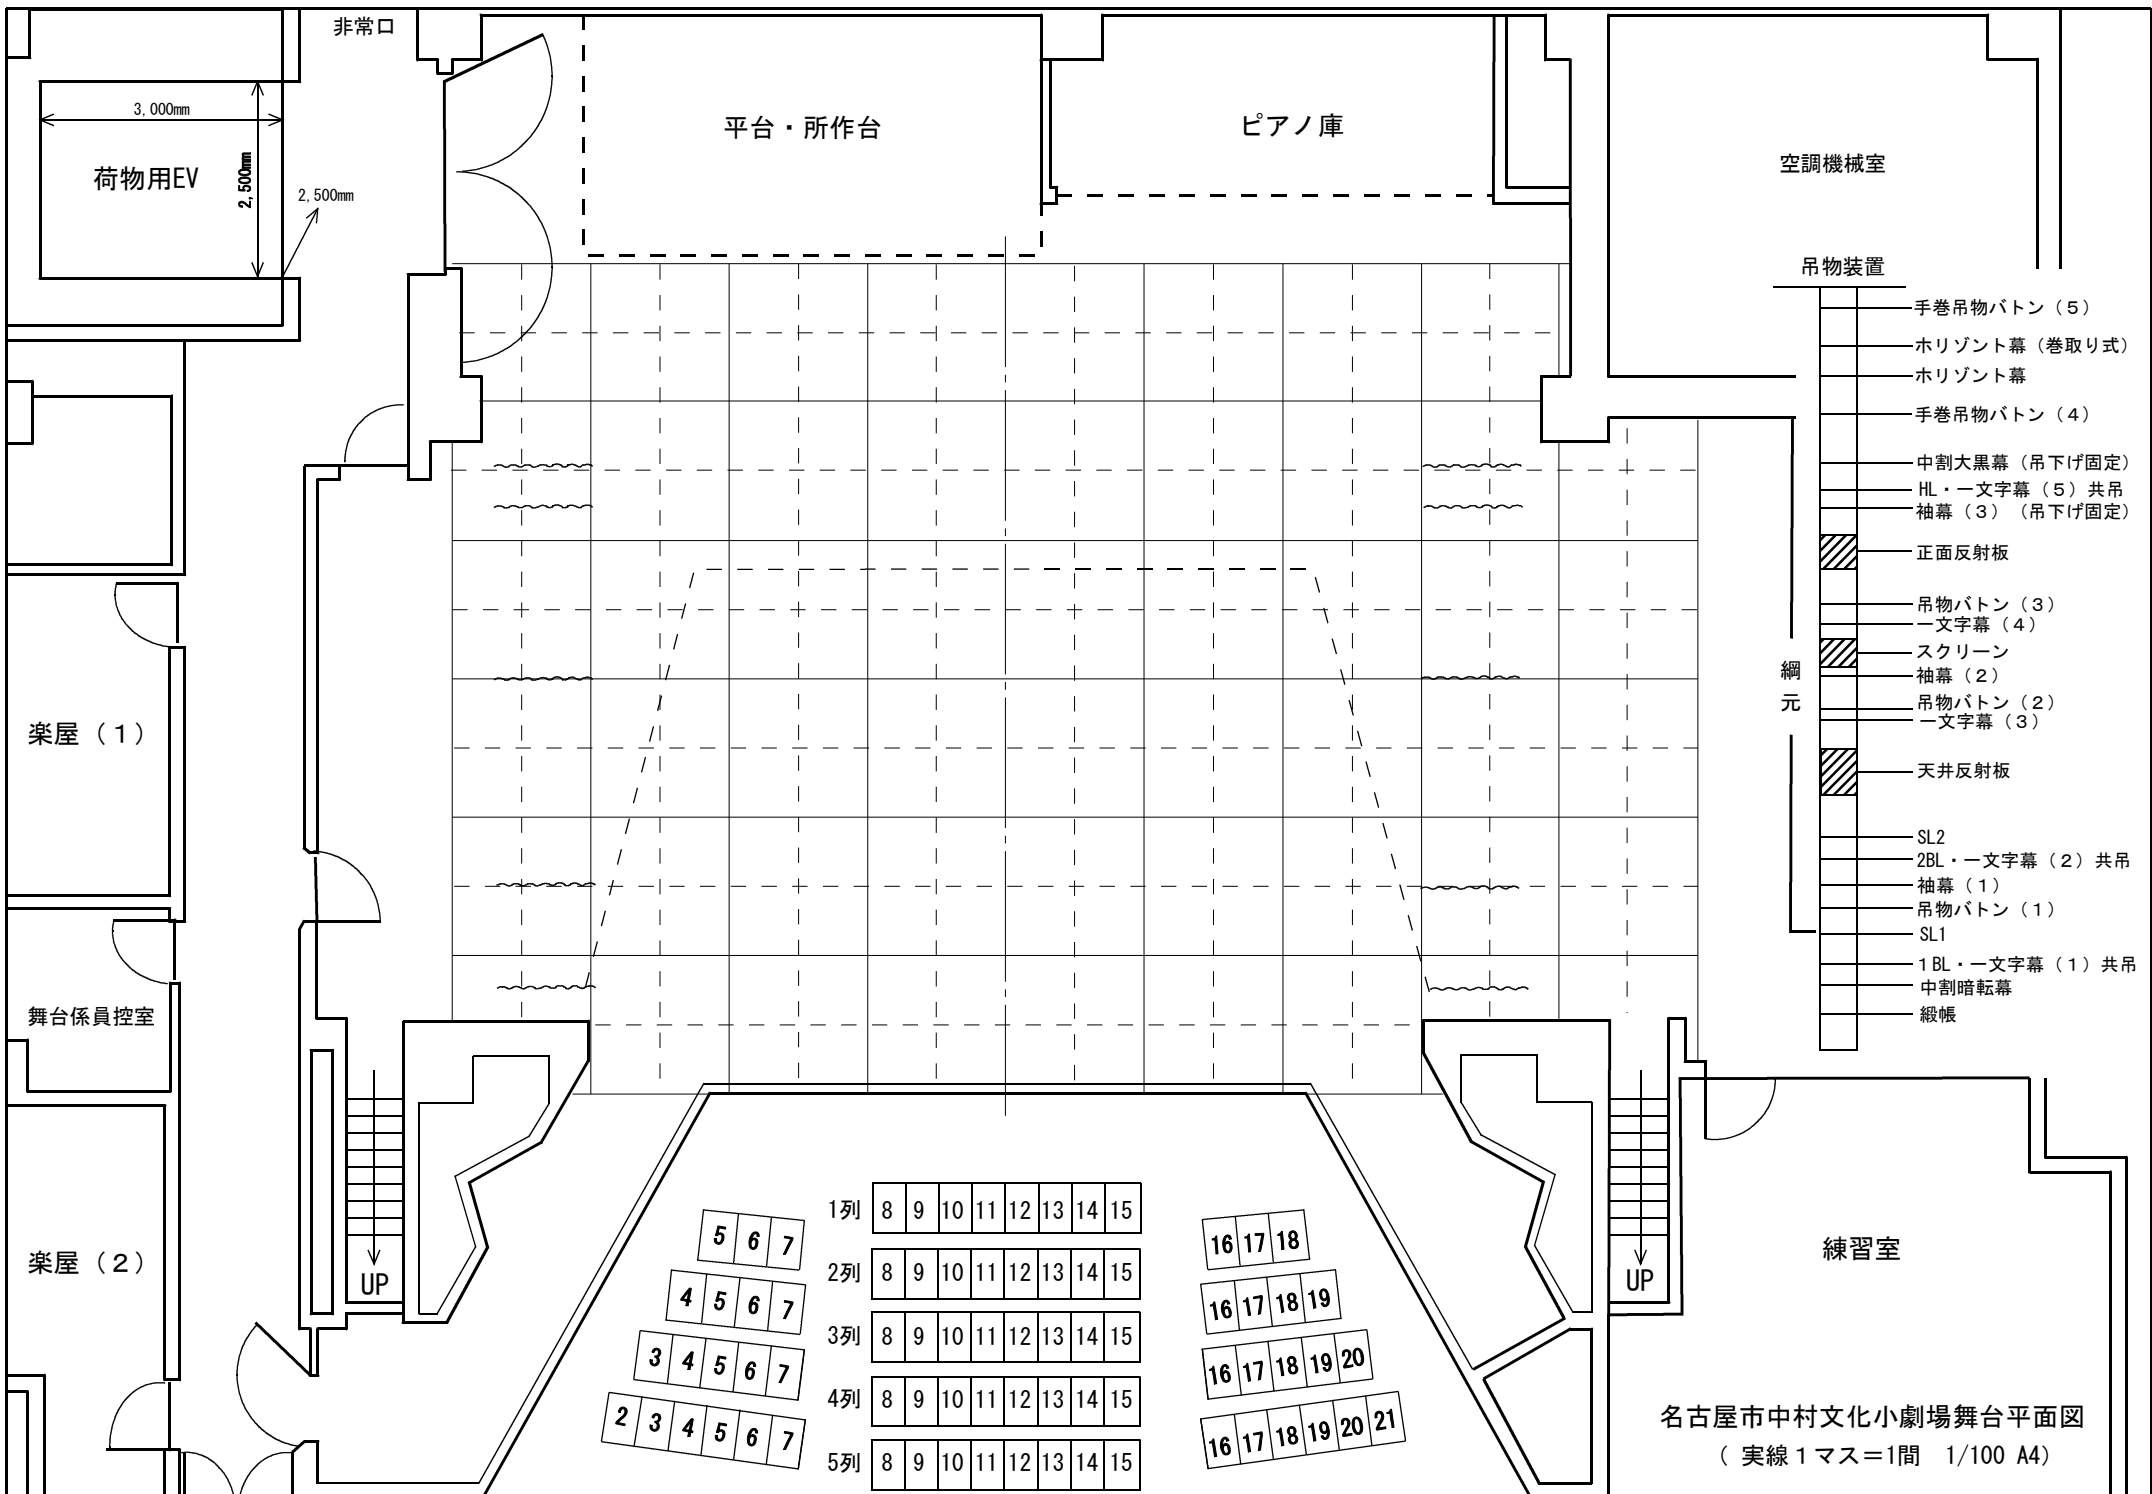 非常口
3,000mm
荷物用EV
2,500mm
2,500mm
平台・所作台
ピアノ庫
空調機械室
吊物装置
手巻吊物バトン（5）
ホリゾント幕（巻取り式）
ホリゾント幕
手巻吊物バトン（4）
中割大黒幕（吊下げ固定）
HL・一文字幕（5）共吊
袖幕（3）（吊下げ固定）
正面反射板
吊物バトン（3）
一文字幕（4）
スクリーン
袖幕（2）
吊物バトン（2）
一文字幕（3）
天井反射板
SL2
2BL・一文字幕（2）共吊
袖幕（1）
吊物バトン（1）
SL1
1BL・一文字幕（1）共吊
中割暗転幕
緞帳
綱元
楽屋（1）
舞台係員控室
楽屋（2）
UP
UP
練習室
5 6 7 1列 8 9 10 11 12 13 14 15 16 17 18
4 5 6 7 2列 8 9 10 11 12 13 14 15 16 17 18 19
3 4 5 6 7 3列 8 9 10 11 12 13 14 15 16 17 18 19 20
2 3 4 5 6 7 4列 8 9 10 11 12 13 14 15 16 17 18 19 20 21
5列 8 9 10 11 12 13 14 15
名古屋市中村文化小劇場舞台平面図
（ 実線１マス＝1間 1/100 A4）